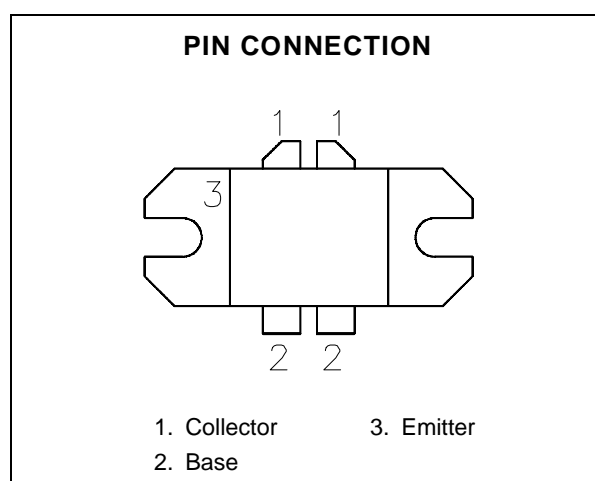 PIN CONNECTION
1 1
3
2 2
1. Collector 3. Emitter
2. Base